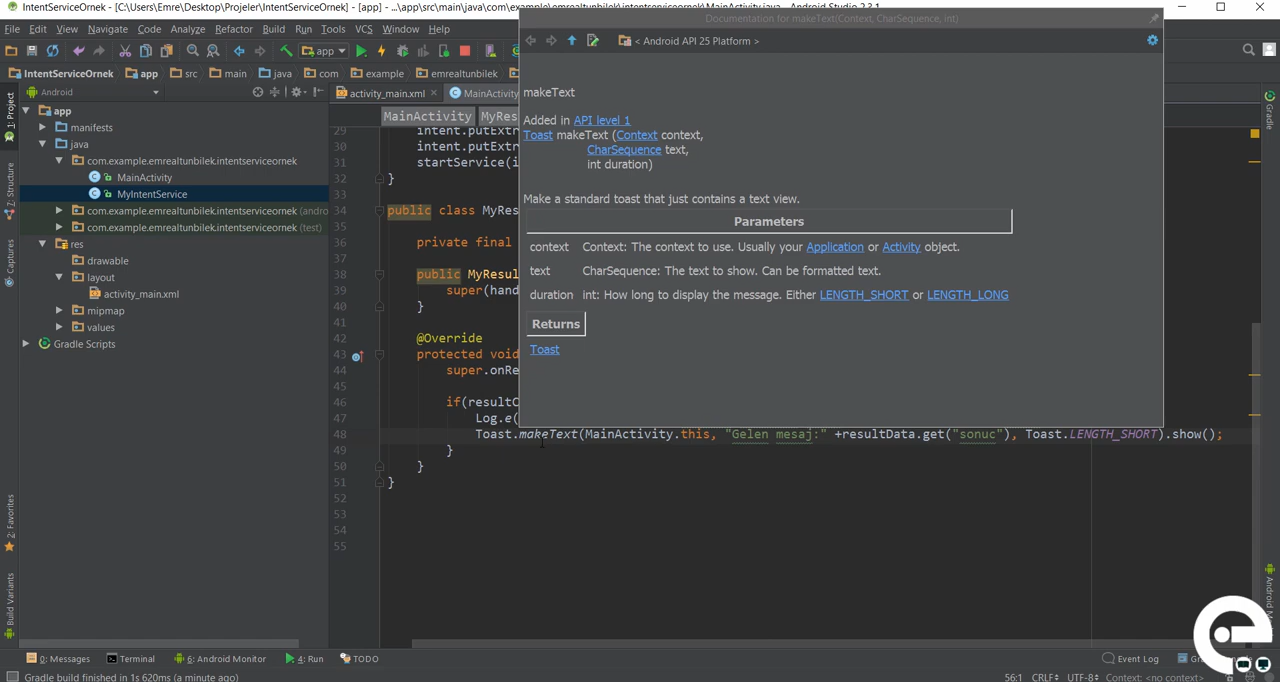 IntentServiceOrnek - [C:\Users\Emre\Desktop\Projeler\IntentServiceOrnek] - [app] - ...\app\src\main\java\com\example\emrealtunbilek\intentserviceornek\MainActivity.java - Android Studio 2.3.1
File Edit View Navigate Code Analyze Refactor Build Run Tools VCS Window Help
app
IntentServiceOrnek app src main java com example emrealtunbilek
Android
activity_main.xml
MainActivity
1: Project
Z: Structure
Captures
2: Favorites
Build Variants
Gradle
app
manifests
java
com.example.emrealtunbilek.intentserviceornek
MainActivity
MyIntentService
com.example.emrealtunbilek.intentserviceornek (andro
com.example.emrealtunbilek.intentserviceornek (test)
res
drawable
layout
activity_main.xml
mipmap
values
Gradle Scripts
MainActivity MyRes
29 intent.putExtr
30 intent.putExtr
31 startService(i
32 }
33
34 public class MyRes
35
36 private final
37
38 public MyResul
39 super(hand
40 }
41
42 @Override
43 protected void
44 super.onRe
45
46 if(resultC
47 Log.e(
48 Toast.makeText(MainActivity.this, "Gelen mesaj:" +resultData.get("sonuc"), Toast.LENGTH_SHORT).show();
49 }
50 }
51 }
52
53
54
55
Documentation for makeText(Context, CharSequence, int)
< Android API 25 Platform >
makeText
Added in API level 1
Toast makeText (Context context,
CharSequence text,
int duration)
Make a standard toast that just contains a text view.
Parameters
context Context: The context to use. Usually your Application or Activity object.
text CharSequence: The text to show. Can be formatted text.
duration int: How long to display the message. Either LENGTH_SHORT or LENGTH_LONG
Returns
Toast
0: Messages Terminal 6: Android Monitor 4: Run TODO Event Log
Gradle build finished in 1s 620ms (a minute ago) 56:1 CRLF UTF-8 Context: <no context>